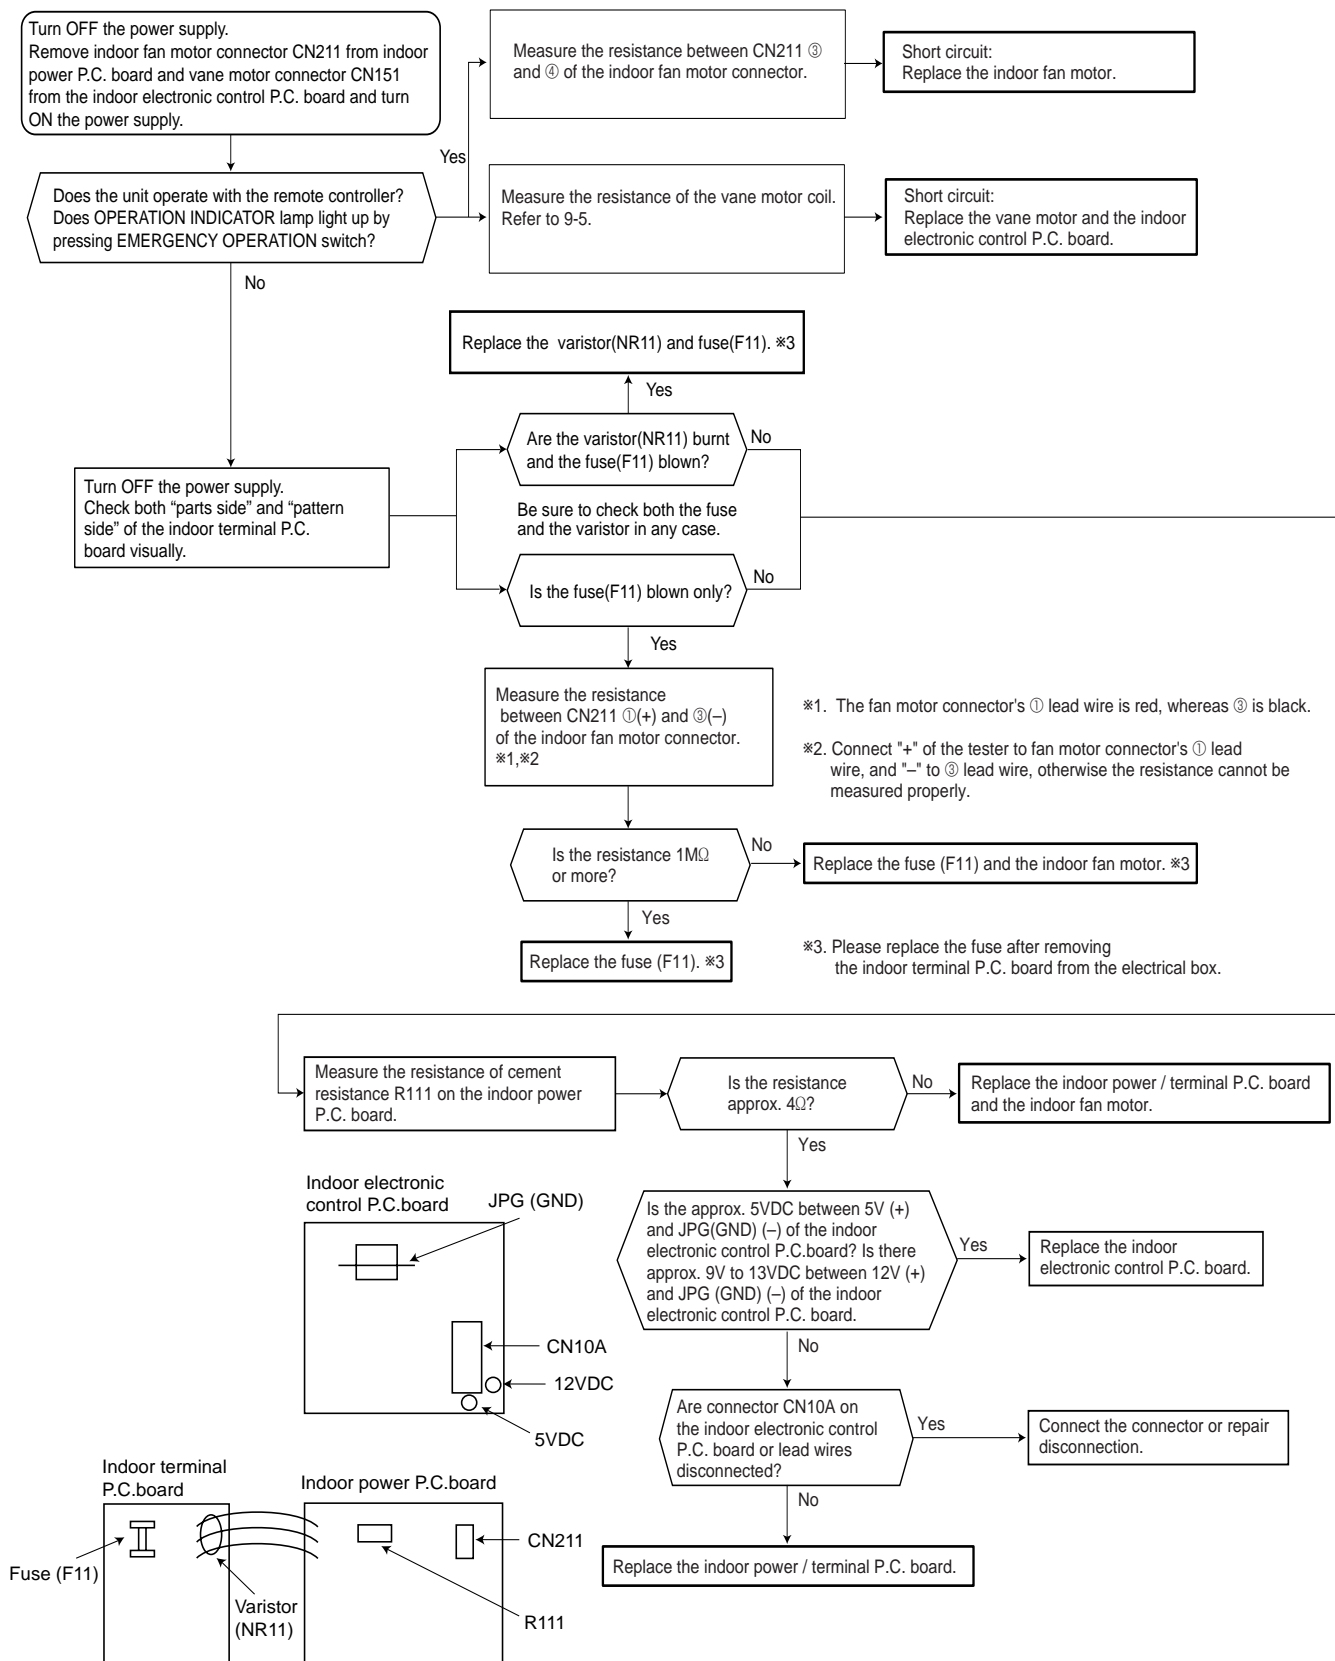 Turn OFF the power supply.
Remove indoor fan motor connector CN211 from indoor
power P.C. board and vane motor connector CN151
from the indoor electronic control P.C. board and turn
ON the power supply.
Measure the resistance between CN211 ③
and ④ of the indoor fan motor connector.
Short circuit:
Replace the indoor fan motor.
Yes
Does the unit operate with the remote controller?
Does OPERATION INDICATOR lamp light up by
pressing EMERGENCY OPERATION switch?
Measure the resistance of the vane motor coil.
Refer to 9-5.
Short circuit:
Replace the vane motor and the indoor
electronic control P.C. board.
No
Replace the varistor(NR11) and fuse(F11). ※3
Yes
Are the varistor(NR11) burnt
and the fuse(F11) blown?
No
Turn OFF the power supply.
Check both “parts side” and “pattern
side” of the indoor terminal P.C.
board visually.
Be sure to check both the fuse
and the varistor in any case.
Is the fuse(F11) blown only?
No
Yes
Measure the resistance
between CN211 ①(+) and ③(–)
of the indoor fan motor connector.
※1,※2
※1. The fan motor connector's ① lead wire is red, whereas ③ is black.
※2. Connect "+" of the tester to fan motor connector's ① lead
wire, and "–" to ③ lead wire, otherwise the resistance cannot be
measured properly.
Is the resistance 1MΩ
or more?
No
Replace the fuse (F11) and the indoor fan motor. ※3
Yes
Replace the fuse (F11). ※3
※3. Please replace the fuse after removing
the indoor terminal P.C. board from the electrical box.
Measure the resistance of cement
resistance R111 on the indoor power
P.C. board.
Is the resistance
approx. 4Ω?
No
Replace the indoor power / terminal P.C. board
and the indoor fan motor.
Yes
Indoor electronic
control P.C.board
JPG (GND)
Is the approx. 5VDC between 5V (+)
and JPG(GND) (–) of the indoor
electronic control P.C.board? Is there
approx. 9V to 13VDC between 12V (+)
and JPG (GND) (–) of the indoor
electronic control P.C. board.
Yes
Replace the indoor
electronic control P.C. board.
CN10A
12VDC
5VDC
No
Are connector CN10A on
the indoor electronic control
P.C. board or lead wires
disconnected?
Yes
Connect the connector or repair
disconnection.
No
Replace the indoor power / terminal P.C. board.
Indoor terminal
P.C.board
Indoor power P.C.board
CN211
Fuse (F11)
Varistor
(NR11)
R111